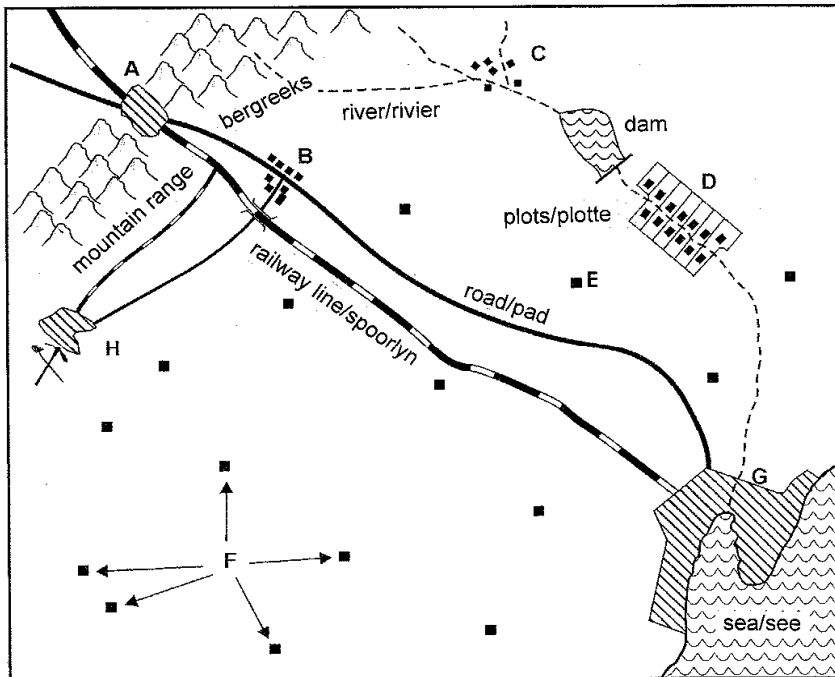 A
bergreeks
river/rivier
C
dam
B
mountain range
D
plots/plotte
E
railway line/spoorlyn
road/pad
H
G
F
sea/see